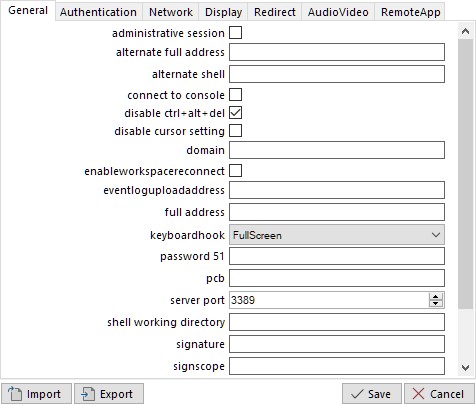 General Authentication Network Display Redirect AudioVideo RemoteApp
administrative session
alternate full address
alternate shell
connect to console
disable ctrl+alt+del
disable cursor setting
domain
enableworkspacereconnect
eventloguploadaddress
full address
keyboardhook FullScreen
password 51
pcb
server port 3389
shell working directory
signature
signscope
Import Export Save Cancel